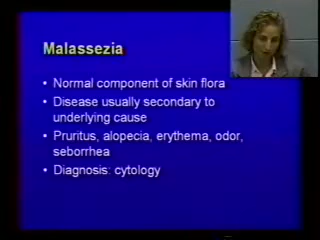 Malassezia
• Normal component of skin flora
• Disease usually secondary to
underlying cause
• Pruritus, alopecia, erythema, odor,
seborrhea
• Diagnosis: cytology